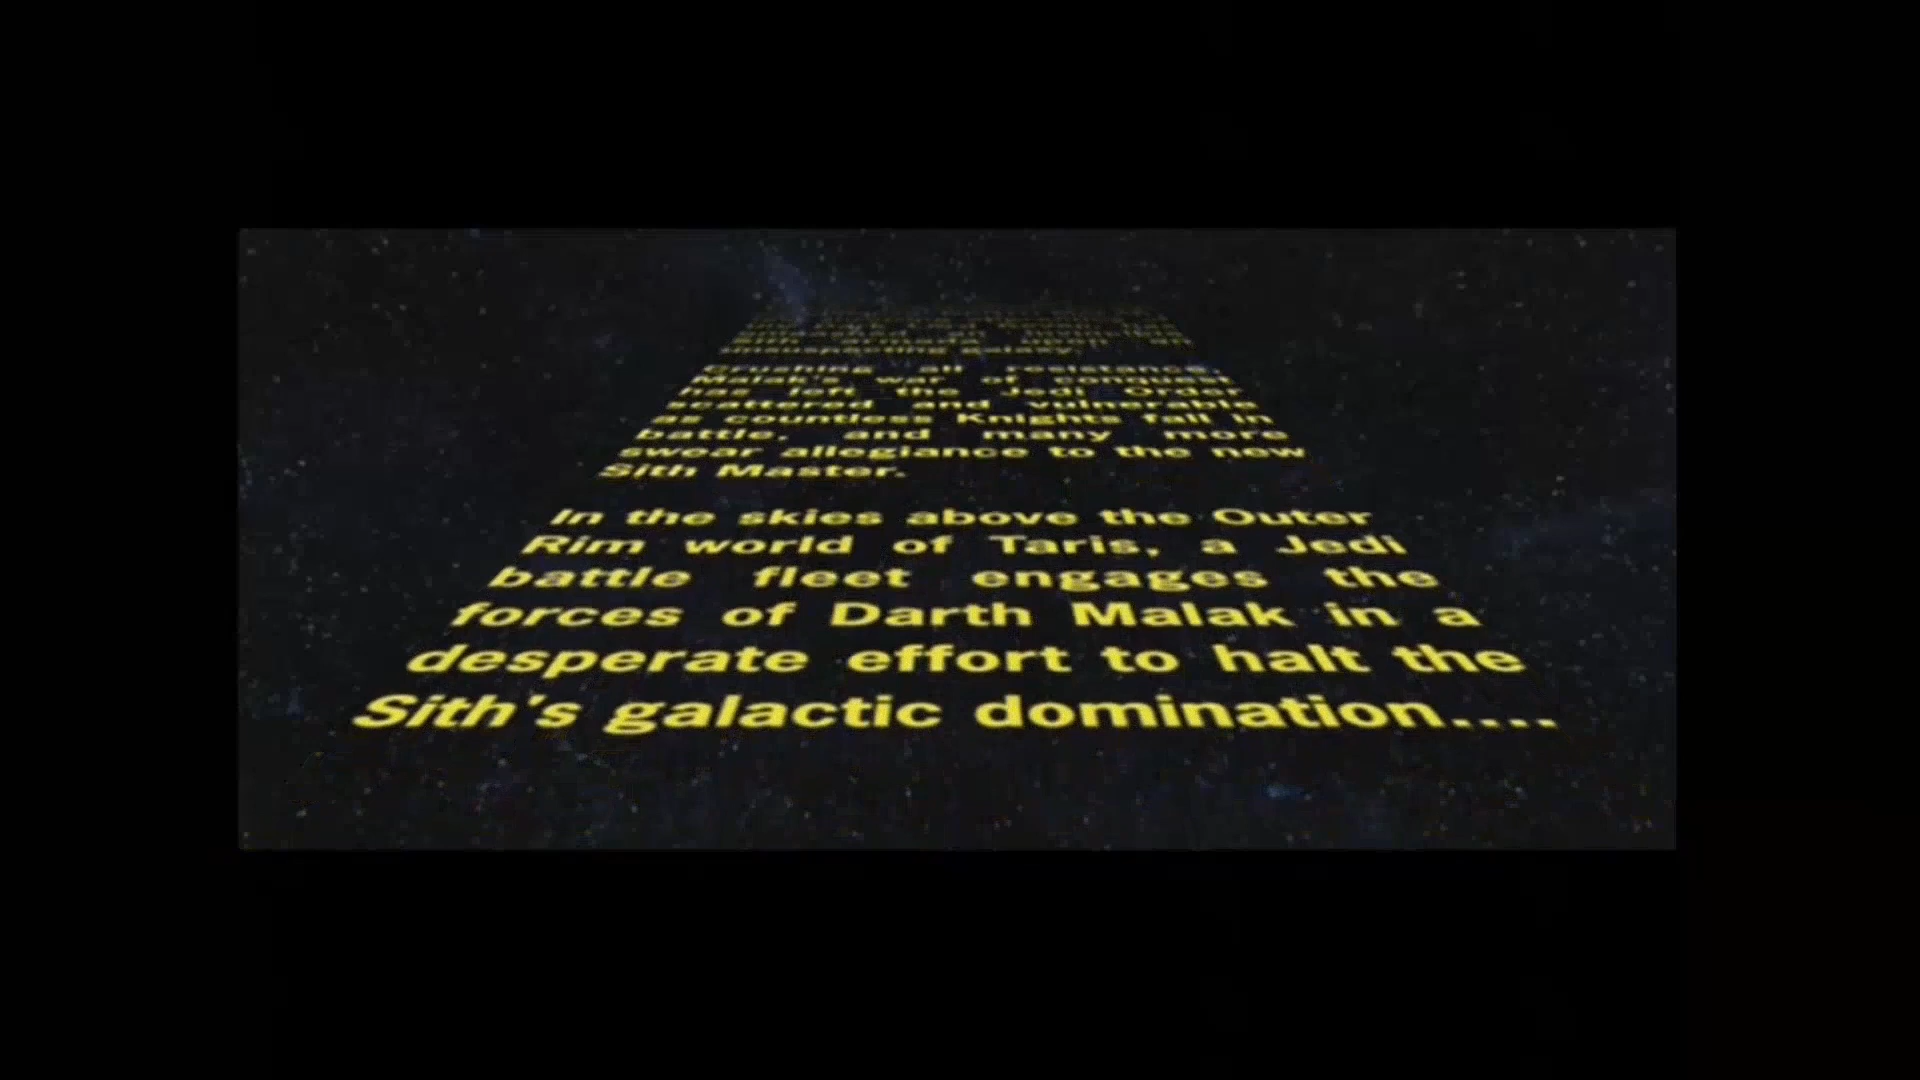 Sith armada upon an
unsuspecting galaxy.
Crushing all resistance,
Malak's war of conquest
has left the Jedi Order
scattered and vulnerable
as countless Knights fall in
battle, and many more
swear allegiance to the new
Sith Master.
In the skies above the Outer
Rim world of Taris, a Jedi
battle fleet engages the
forces of Darth Malak in a
desperate effort to halt the
Sith's galactic domination....